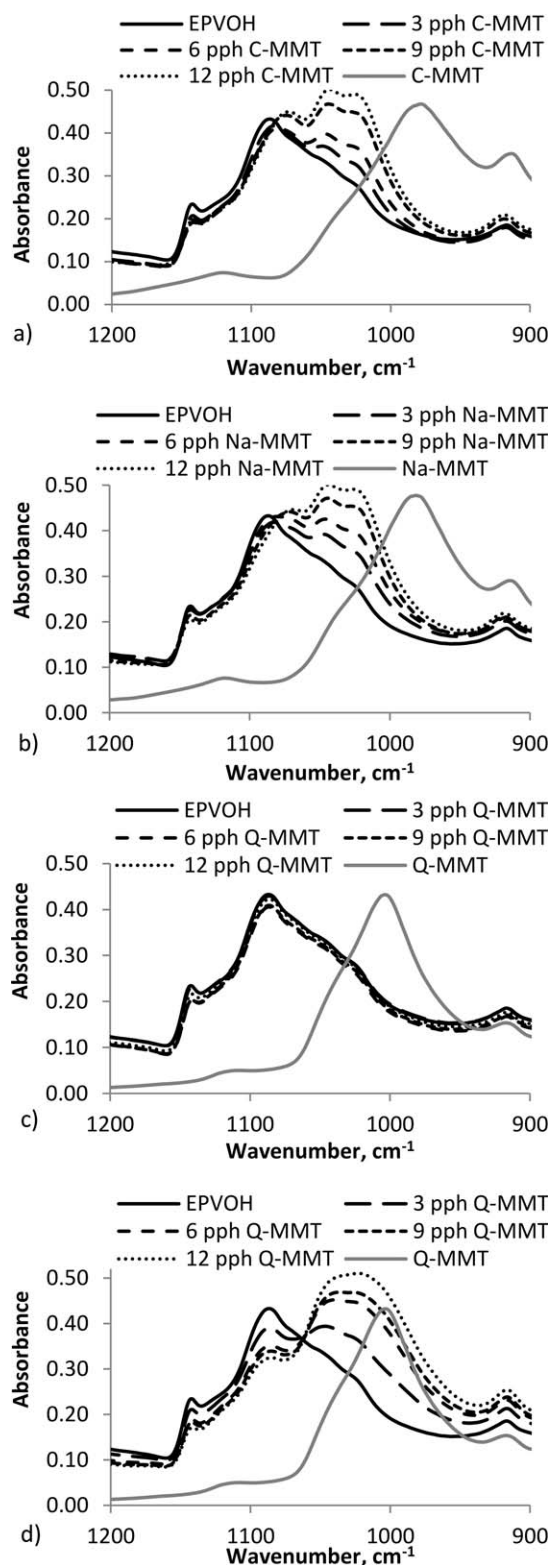 EPVOH 3 pph C-MMT
6 pph C-MMT 9 pph C-MMT
12 pph C-MMT C-MMT
0.50
0.40
0.30
0.20
0.10
0.00
Absorbance
1200 1100 1000 900
a)
Wavenumber, cm-1
EPVOH 3 pph Na-MMT
6 pph Na-MMT 9 pph Na-MMT
12 pph Na-MMT Na-MMT
0.50
0.40
0.30
0.20
0.10
0.00
Absorbance
1200 1100 1000 900
b)
Wavenumber, cm-1
EPVOH 3 pph Q-MMT
6 pph Q-MMT 9 pph Q-MMT
12 pph Q-MMT Q-MMT
0.50
0.40
0.30
0.20
0.10
0.00
Absorbance
1200 1100 1000 900
c)
Wavenumber, cm-1
EPVOH 3 pph Q-MMT
6 pph Q-MMT 9 pph Q-MMT
12 pph Q-MMT Q-MMT
0.50
0.40
0.30
0.20
0.10
0.00
Absorbance
1200 1100 1000 900
d)
Wavenumber, cm-1